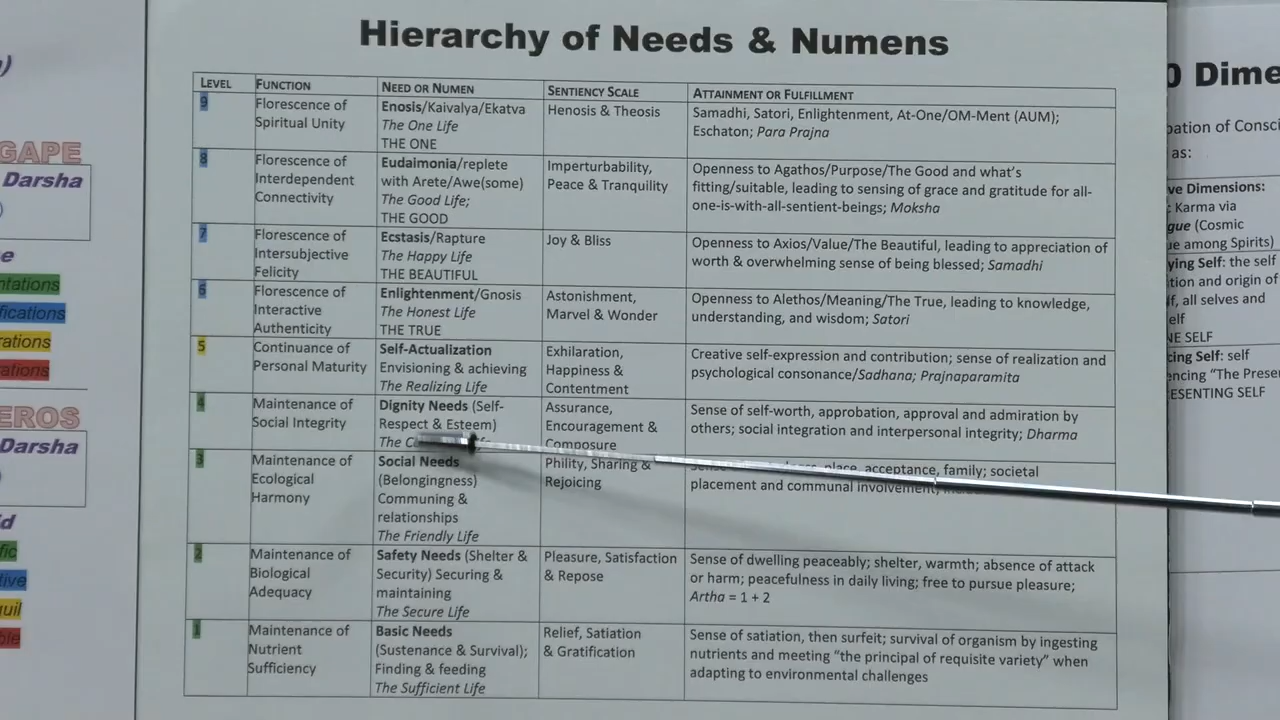 Hierarchy of Needs & Numens
LEVEL
FUNCTION
NEED OR NUMEN
SENTIENCY SCALE
ATTAINMENT OR FULFILLMENT
9
Florescence of
Spiritual Unity
Enosis/Kaivalya/Ekatva
The One Life
THE ONE
Henosis & Theosis
Samadhi, Satori, Enlightenment, At-One/OM-Ment (AUM);
Eschaton; Para Prajna
8
Florescence of
Interdependent
Connectivity
Eudaimonia/replete
with Arete/Awe(some)
The Good Life;
THE GOOD
Imperturbability,
Peace & Tranquility
Openness to Agathos/Purpose/The Good and what's
fitting/suitable, leading to sensing of grace and gratitude for all-
one-is-with-all-sentient-beings; Moksha
7
Florescence of
Intersubjective
Felicity
Ecstasis/Rapture
The Happy Life
THE BEAUTIFUL
Joy & Bliss
Openness to Axios/Value/The Beautiful, leading to appreciation of
worth & overwhelming sense of being blessed; Samadhi
6
Florescence of
Interactive
Authenticity
Enlightenment/Gnosis
The Honest Life
THE TRUE
Astonishment,
Marvel & Wonder
Openness to Alethos/Meaning/The True, leading to knowledge,
understanding, and wisdom; Satori
5
Continuance of
Personal Maturity
Self-Actualization
Envisioning & achieving
The Realizing Life
Exhilaration,
Happiness &
Contentment
Creative self-expression and contribution; sense of realization and
psychological consonance/Sadhana; Prajnaparamita
4
Maintenance of
Social Integrity
Dignity Needs (Self-
Respect & Esteem)
The
Assurance,
Encouragement &
Composure
Sense of self-worth, approbation, approval and admiration by
others; social integration and interpersonal integrity; Dharma
3
Maintenance of
Ecological
Harmony
Social Needs
(Belongingness)
Communing &
relationships
The Friendly Life
Phility, Sharing &
Rejoicing
place, acceptance, family; societal
placement and communal involvement;
2
Maintenance of
Biological
Adequacy
Safety Needs (Shelter &
Security) Securing &
maintaining
The Secure Life
Pleasure, Satisfaction
& Repose
Sense of dwelling peaceably; shelter, warmth; absence of attack
or harm; peacefulness in daily living; free to pursue pleasure;
Artha = 1 + 2
1
Maintenance of
Nutrient
Sufficiency
Basic Needs
(Sustenance & Survival);
Finding & feeding
The Sufficient Life
Relief, Satiation
& Gratification
Sense of satiation, then surfeit; survival of organism by ingesting
nutrients and meeting "the principal of requisite variety" when
adapting to environmental challenges
GAPE
Darsha
EROS
Darsha
0 Dime
as:
ve Dimensions:
: Karma via
gue (Cosmic
ue among Spirits)
ying Self: the self
tion and origin of
lf, all selves and
elf
NE SELF
cing Self: self
encing "The Prese
ESENTING SELF